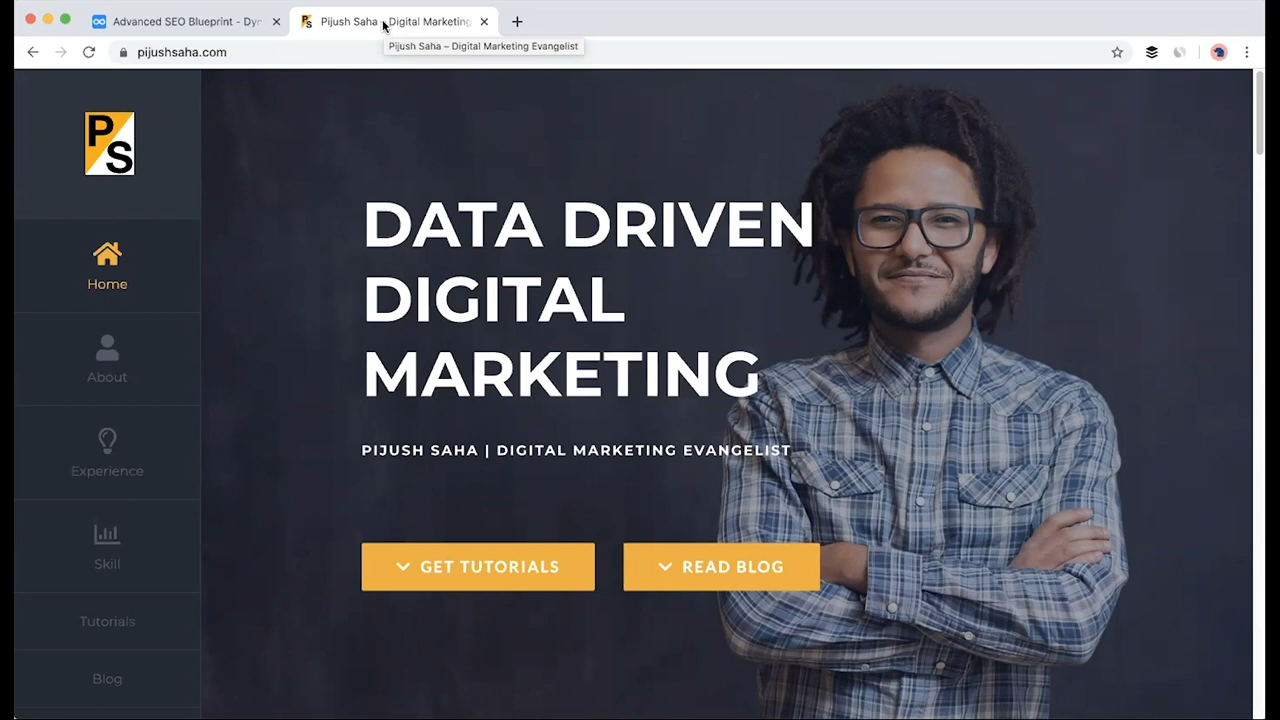 Advanced SEO Blueprint - Dyn
Pijush Saha – Digital Marketing
Pijush Saha – Digital Marketing Evangelist
pijushsaha.com
PS
Home
About
Experience
Skill
Tutorials
Blog
DATA DRIVEN
DIGITAL
MARKETING
PIJUSH SAHA | DIGITAL MARKETING EVANGELIST
GET TUTORIALS
READ BLOG